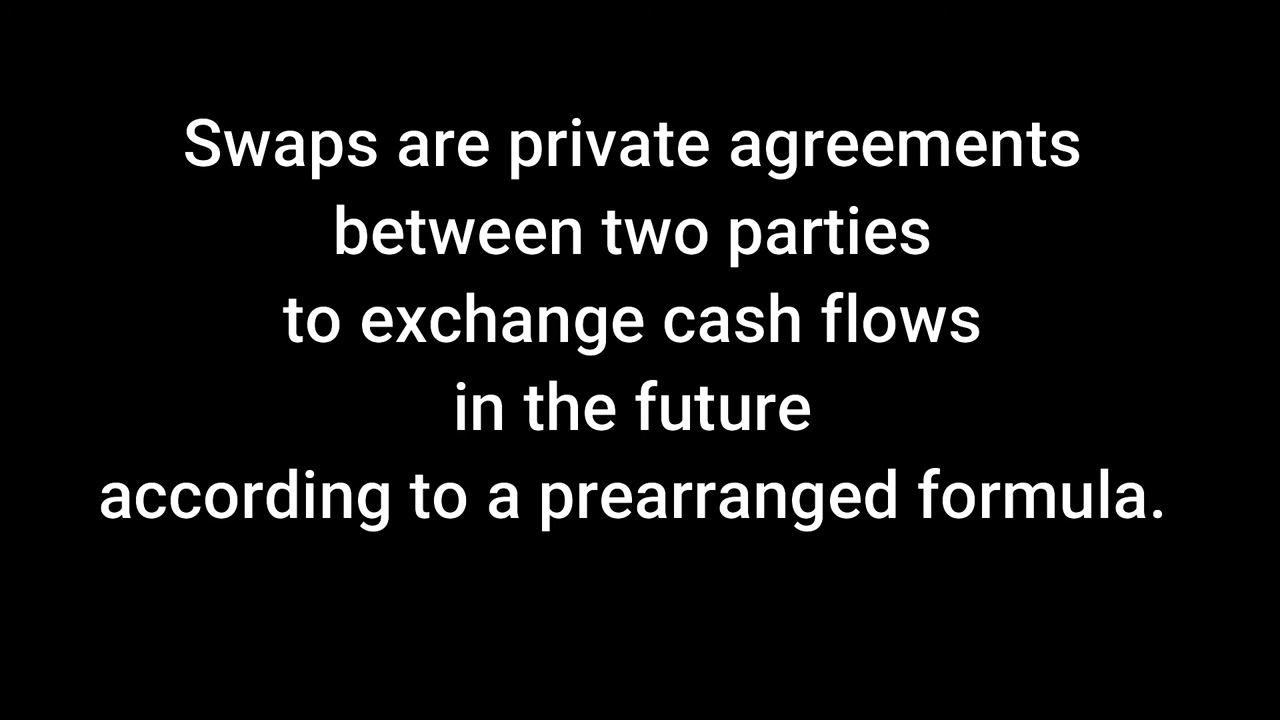 Swaps are private agreements
between two parties
to exchange cash flows
in the future
according to a prearranged formula.